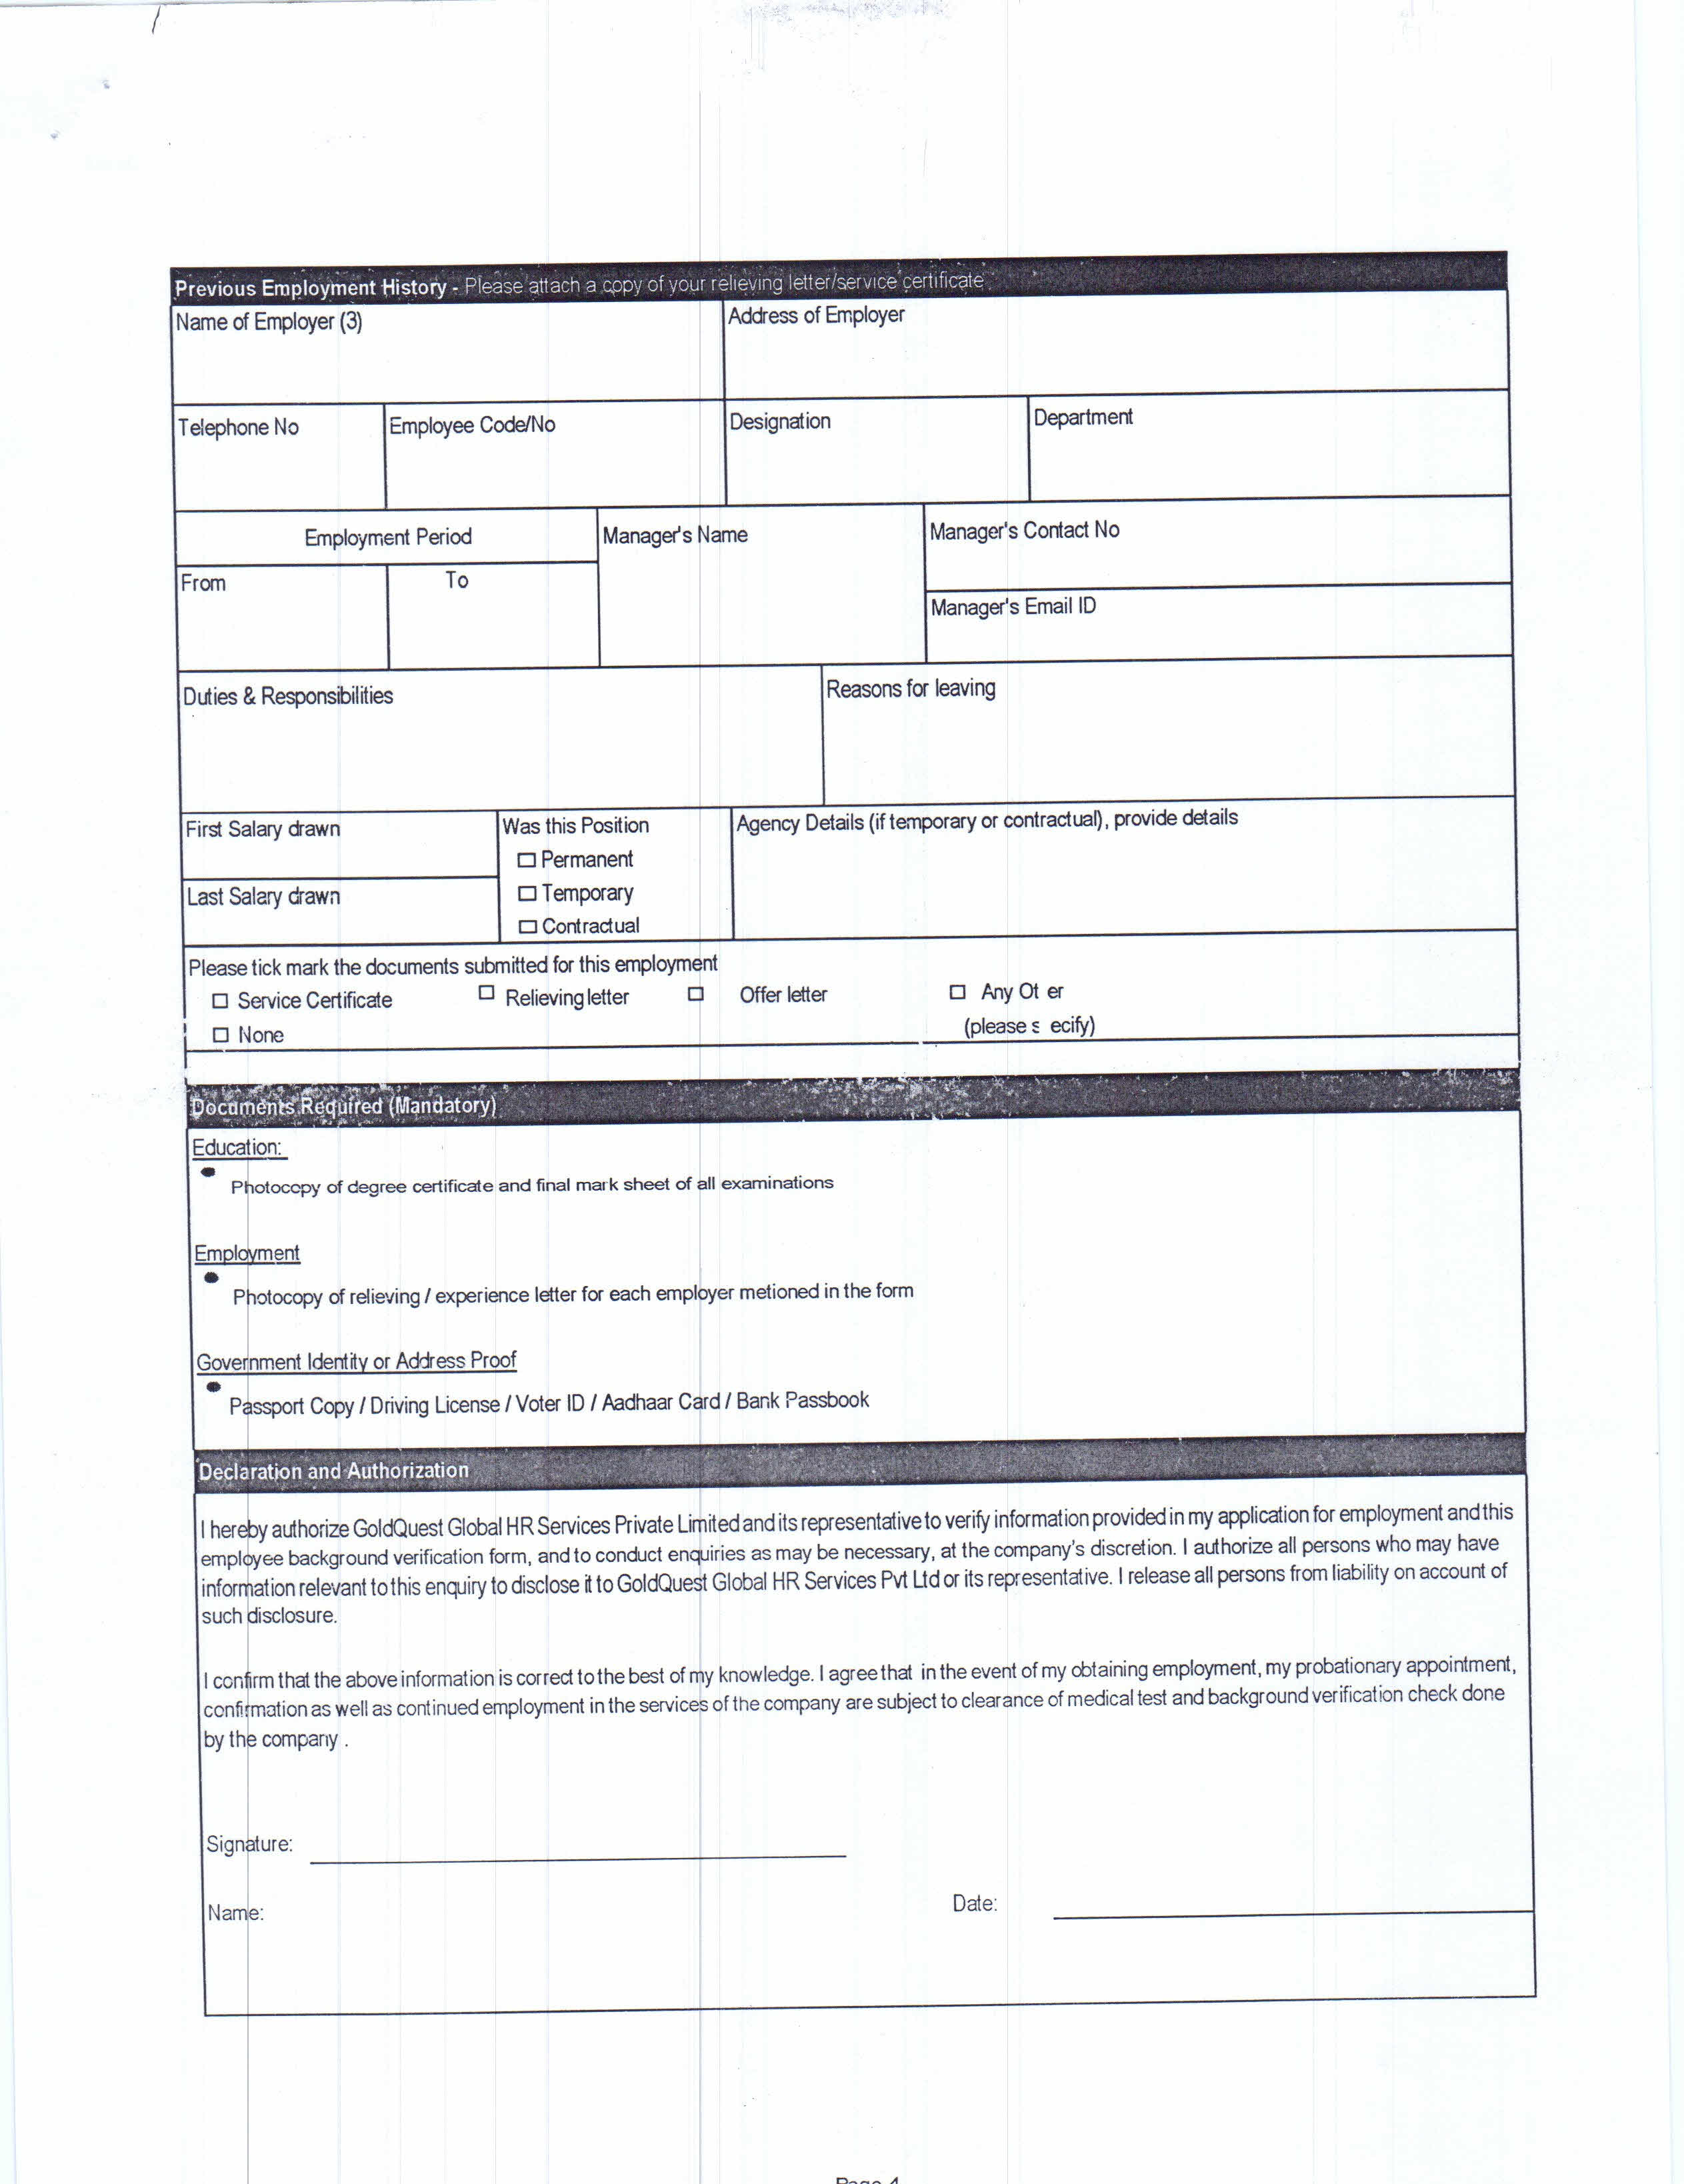 Previous Employment History - Please attach a copy of your relieving letter/service certificate
Name of Employer (3)
Address of Employer
Telephone No
Employee Code/No
Designation
Department
Employment Period
Manager's Name
Manager's Contact No
From
To
Manager's Email ID
Duties & Responsibilities
Reasons for leaving
First Salary drawn
Was this Position
Agency Details (if temporary or contractual), provide details
Permanent
Last Salary drawn
Temporary
Contractual
Please tick mark the documents submitted for this employment
Service Certificate
Relieving letter
Offer letter
Any Ot er
None
(please s ecify)
Documents Required (Mandatory)
Education:
Photocopy of degree certificate and final mark sheet of all examinations
Employment
Photocopy of relieving / experience letter for each employer metioned in the form
Government Identity or Address Proof
Passport Copy / Driving License / Voter ID / Aadhaar Card / Bank Passbook
Declaration and Authorization
I hereby authorize GoldQuest Global HR Services Private Limited and its representative to verify information provided in my application for employment and this
employee background verification form, and to conduct enquiries as may be necessary, at the company's discretion. I authorize all persons who may have
information relevant to this enquiry to disclose it to GoldQuest Global HR Services Pvt Ltd or its representative. I release all persons from liability on account of
such disclosure.
I confirm that the above information is correct to the best of my knowledge. I agree that in the event of my obtaining employment, my probationary appointment,
confirmation as well as continued employment in the services of the company are subject to clearance of medical test and background verification check done
by the company .
Signature:
Name:
Date:
Page 4